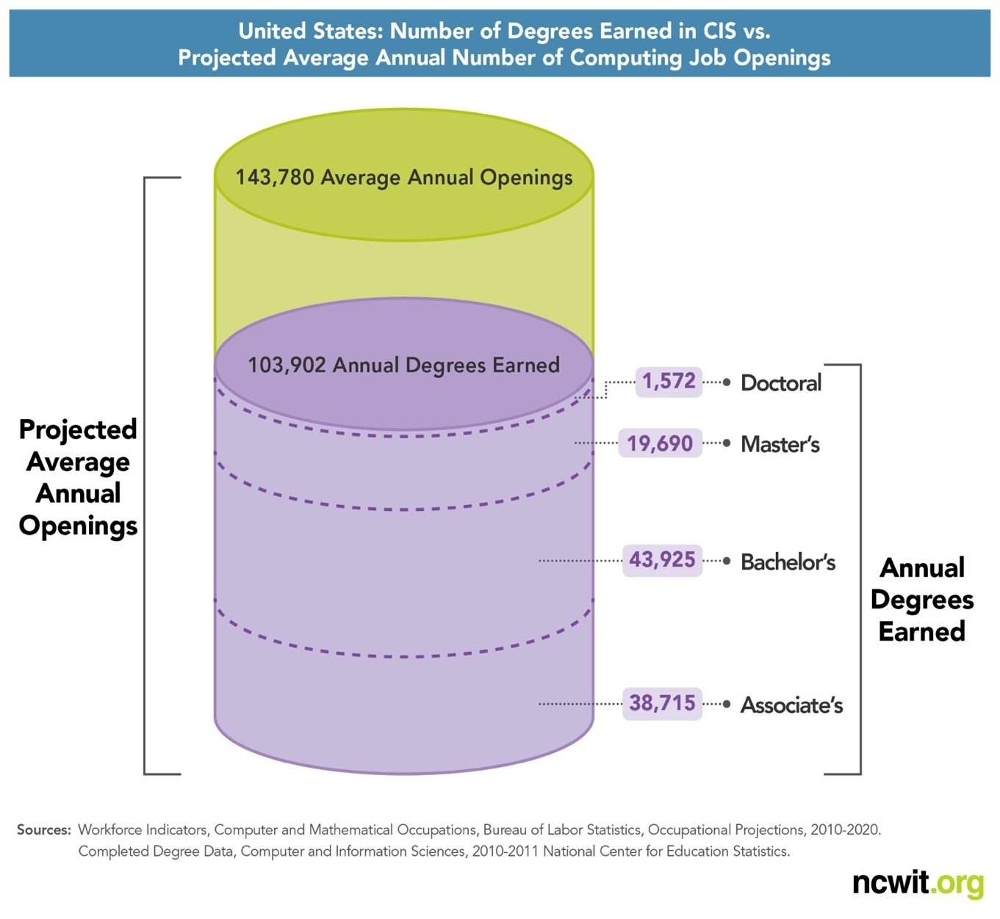 United States: Number of Degrees Earned in CIS vs.
Projected Average Annual Number of Computing Job Openings
143,780 Average Annual Openings
103,902 Annual Degrees Earned
1,572 Doctoral
19,690 Master's
43,925 Bachelor's
38,715 Associate's
Projected
Average
Annual
Openings
Annual
Degrees
Earned
Sources: Workforce Indicators, Computer and Mathematical Occupations, Bureau of Labor Statistics, Occupational Projections, 2010-2020.
Completed Degree Data, Computer and Information Sciences, 2010-2011 National Center for Education Statistics.
ncwit.org